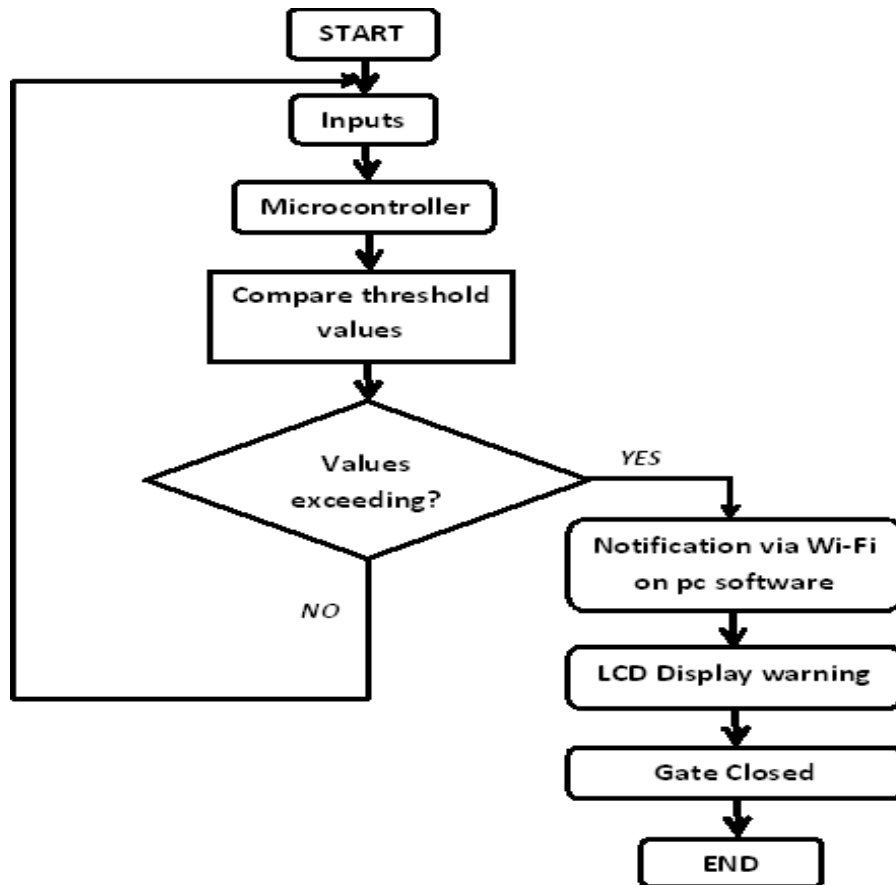 START
Inputs
Microcontroller
Compare threshold
values
Values
exceeding?
YES
NO
Notification via Wi-Fi
on pc software
LCD Display warning
Gate Closed
END